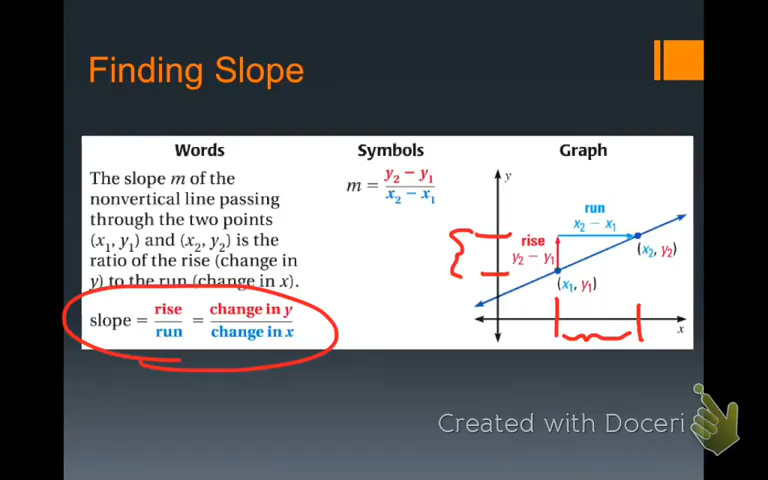 Finding Slope
Words
The slope m of the
nonvertical line passing
through the two points
(x₁, y₁) and (x₂, y₂) is the
ratio of the rise (change in
y) to the run (change in x).
slope = rise/run = change in y/change in x
Symbols
m = y₂ − y₁/x₂ − x₁
Graph
y
run
x₂ − x₁
rise
y₂ − y₁
(x₂, y₂)
(x₁, y₁)
x
Created with Doceri